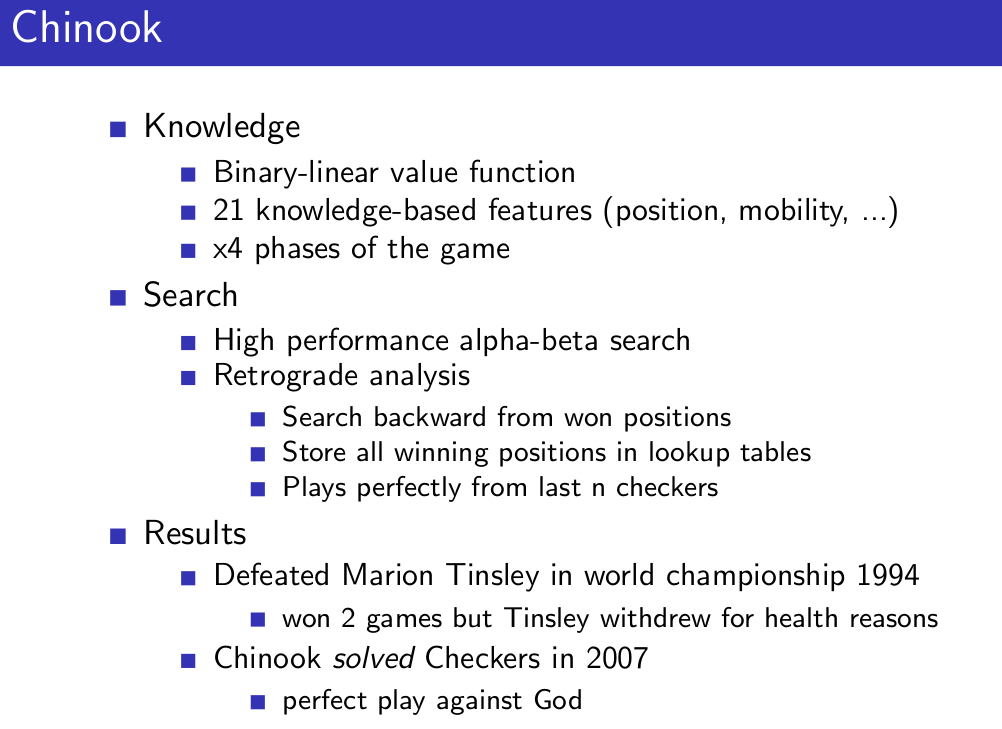 Chinook
Knowledge
Binary-linear value function
21 knowledge-based features (position, mobility, ...)
x4 phases of the game
Search
High performance alpha-beta search
Retrograde analysis
Search backward from won positions
Store all winning positions in lookup tables
Plays perfectly from last n checkers
Results
Defeated Marion Tinsley in world championship 1994
won 2 games but Tinsley withdrew for health reasons
Chinook solved Checkers in 2007
perfect play against God